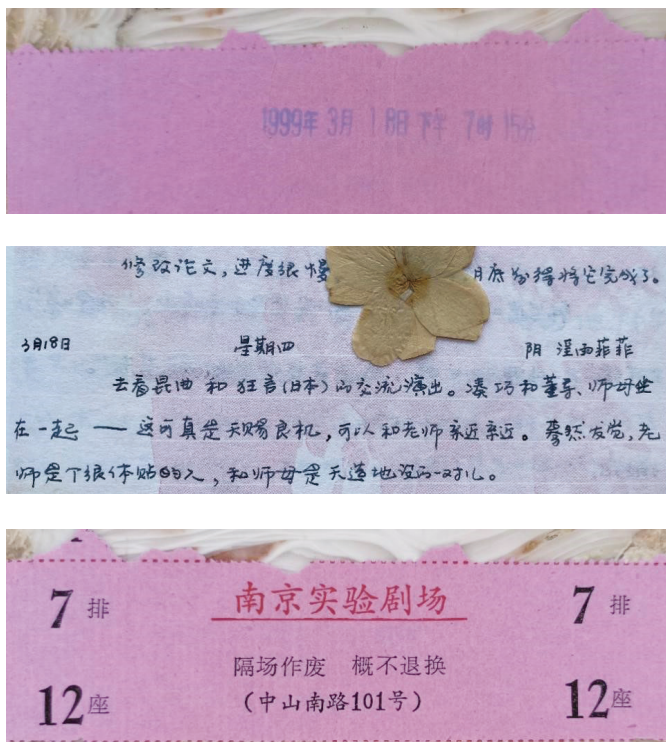 1999年3月18日下午7时15分
修改论文,进度很慢 月底前得将它完成了。
3月18日 星期四 阴 淫雨菲菲
去看昆曲和狂言(日本)的交流演出。凑巧和董导、师母坐
在一起——这可真是天赐良机,可以和老师亲近亲近。蓦然发觉,老
师是个很体贴的人,和师母是天造地设的一对儿。
7排 南京实验剧场 7排
隔场作废 概不退换
12座 (中山南路101号) 12座